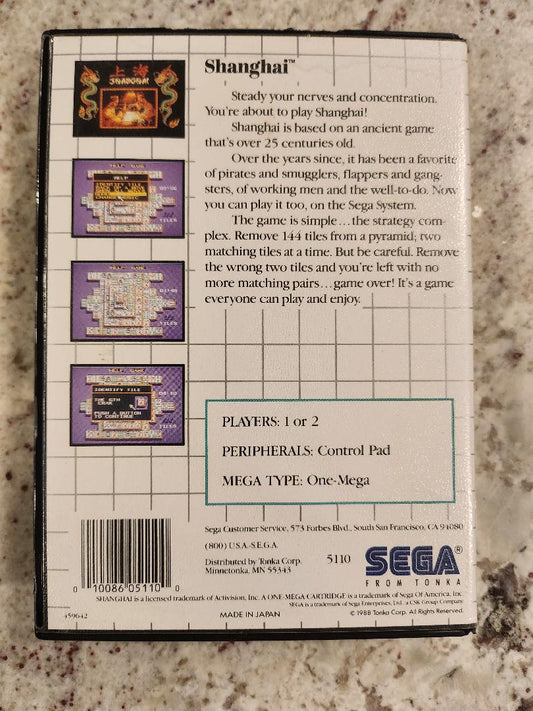 Shanghai™
Steady your nerves and concentration.
You're about to play Shanghai!
Shanghai is based on an ancient game
that's over 25 centuries old.
Over the years since, it has been a favorite
of pirates and smugglers, flappers and gang-
sters, of working men and the well-to-do. Now
you can play it too, on the Sega System.
The game is simple...the strategy com-
plex. Remove 144 tiles from a pyramid; two
matching tiles at a time. But be careful. Remove
the wrong two tiles and you're left with no
more matching pairs...game over! It's a game
everyone can play and enjoy.
上海
SHANGHAI
HELP
IDENTIFY TILE
TILES
TILES
IDENTIFY TILE
THE 6TH
CRAK
PUSH A BUTTON
TO CONTINUE
TILES
PLAYERS: 1 or 2
PERIPHERALS: Control Pad
MEGA TYPE: One-Mega
Sega Customer Service, 573 Forbes Blvd., South San Francisco, CA 94080
(800) U.S.A.-S.E.G.A.
Distributed by Tonka Corp.
Minnetonka, MN 55343
5110
SEGA®
FROM TONKA
0 10086 05110 0
SHANGHAI is a licensed trademark of Activision, Inc. A ONE-MEGA CARTRIDGE is a trademark of Sega Of America, Inc.
SEGA is a trademark of Sega Enterprises, Ltd., a CSK Group Company
459642
MADE IN JAPAN
© 1988 Tonka Corp. All Rights Reserved.